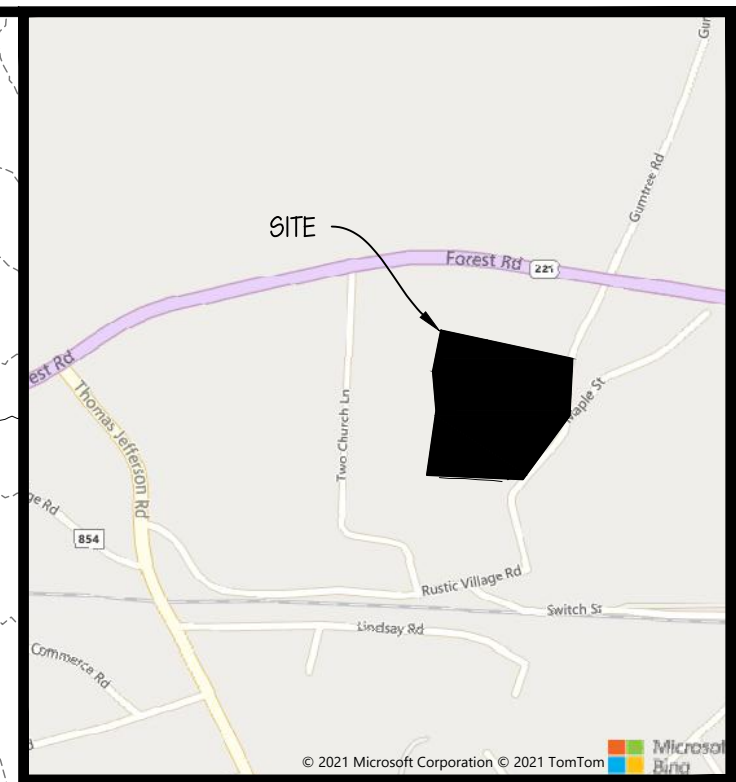 Gumtree Rd
SITE
Forest Rd
221
est Rd
Thomas Jefferson Rd
Two Church Ln
Maple St
ge Rd
854
Rustic Village Rd
Switch St
Lindsay Rd
Commerce Rd
© 2021 Microsoft Corporation © 2021 TomTom
Microsof
Bing